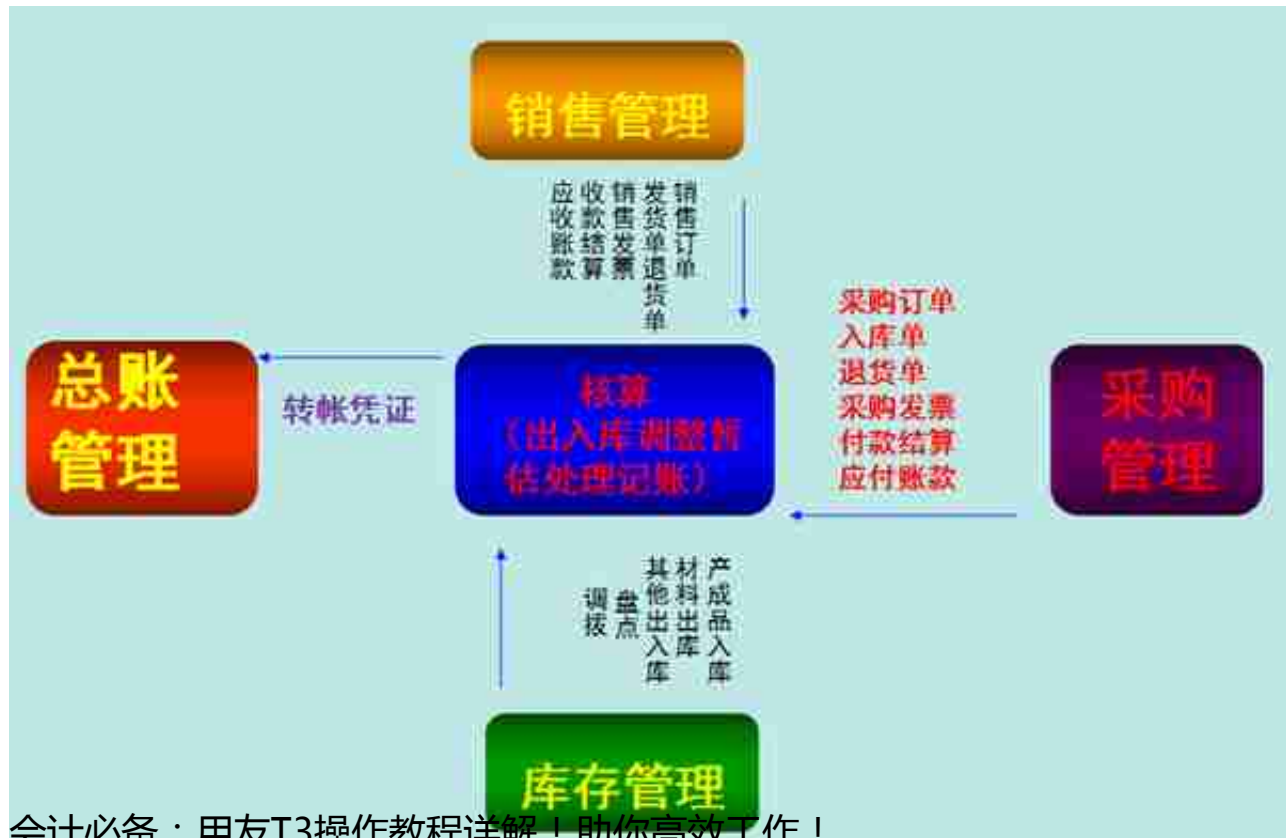 销售管理
销售订单
发货单退货单
销售发票
收款结算
应收账款
总账
管理
转帐凭证
核算
（出入库调整暂
估处理记账）
采购订单
入库单
退货单
采购发票
付款结算
应付账款
采购
管理
产成品入库
材料出库
其他出入库
盘点
调拨
库存管理
会计必备：用友T3操作教程详解！助你高效工作！